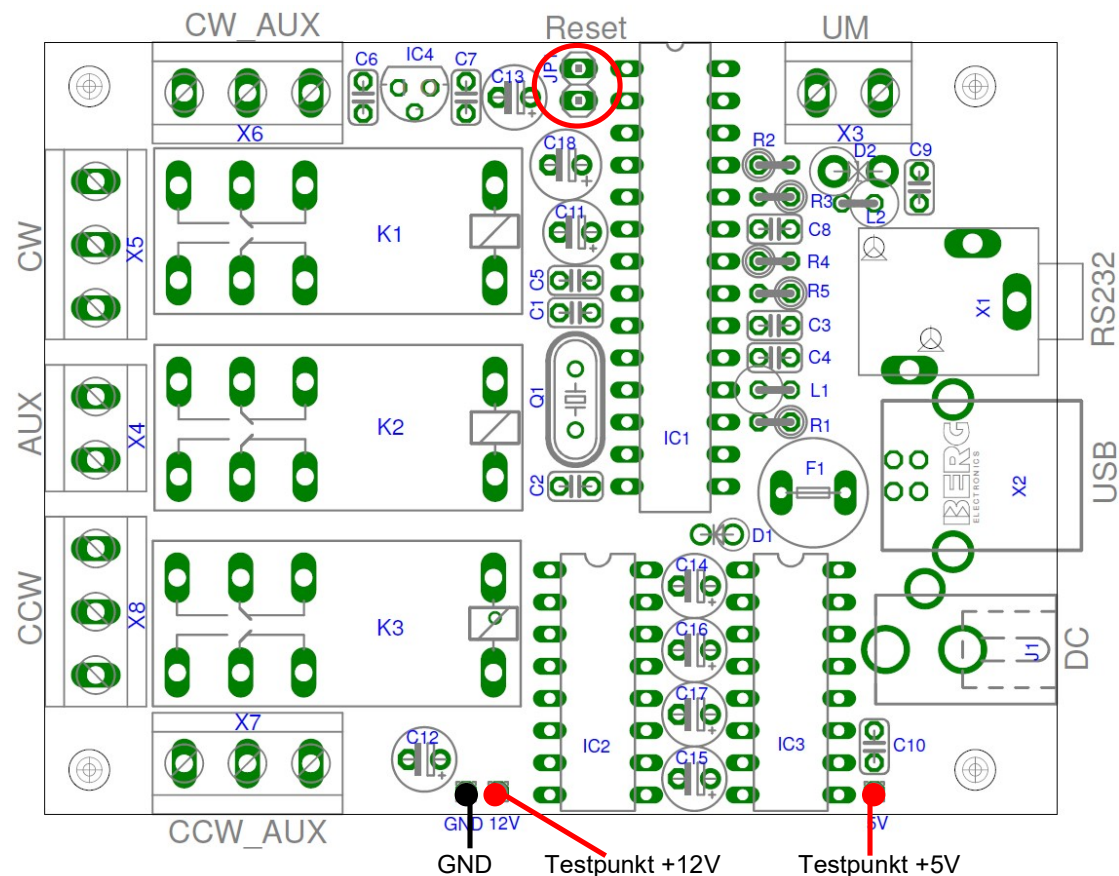 CW_AUX
Reset
UM
C6
IC4
C7
C13
JP1
X6
X3
C18
R2
D2
C9
R3
L2
CW
X5
K1
C11
C8
R4
C5
R5
X1
RS232
C1
C3
C4
AUX
X4
K2
Q1
L1
IC1
R1
C2
F1
BERG
ELECTRONICS
X2
USB
D1
C14
CCW
X8
K3
C16
J1
DC
X7
C17
C12
IC2
IC3
C10
C15
GND 12V
5V
CCW_AUX
GND
Testpunkt +12V
Testpunkt +5V